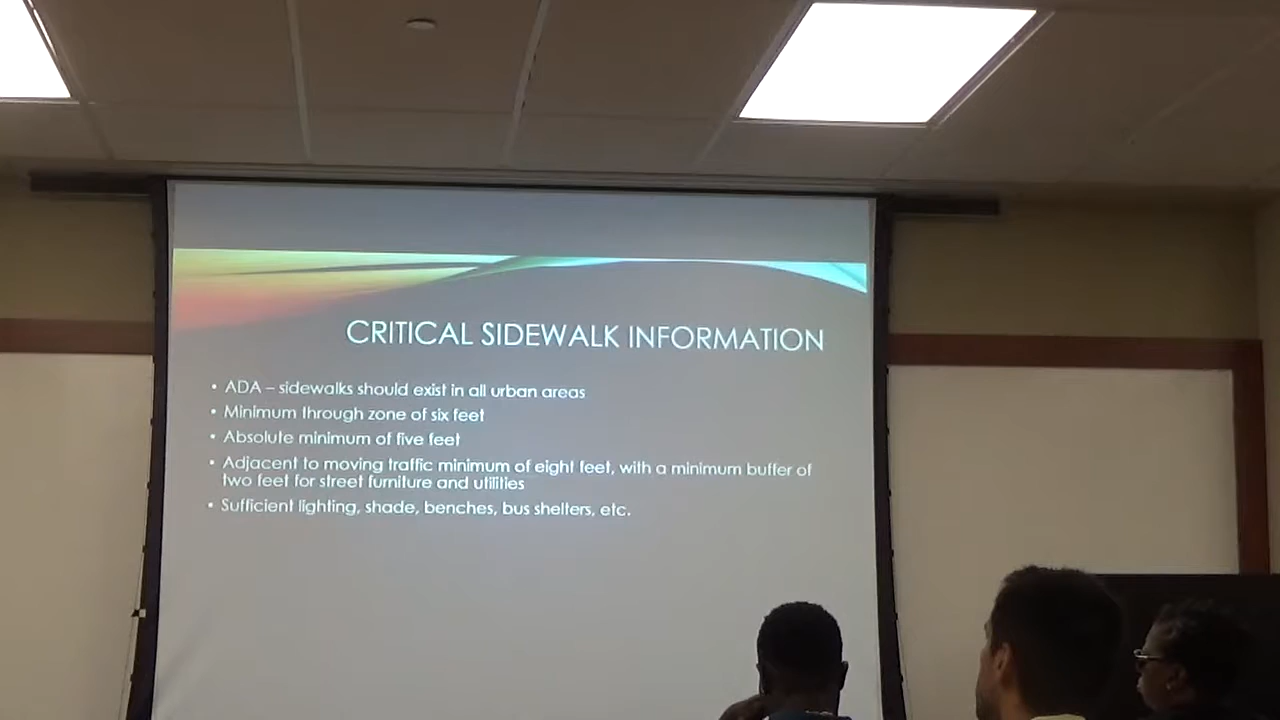 CRITICAL SIDEWALK INFORMATION
• ADA – sidewalks should exist in all urban areas
• Minimum through zone of six feet
• Absolute minimum of five feet
• Adjacent to moving traffic minimum of eight feet, with a minimum buffer of
two feet for street furniture and utilities
• Sufficient lighting, shade, benches, bus shelters, etc.